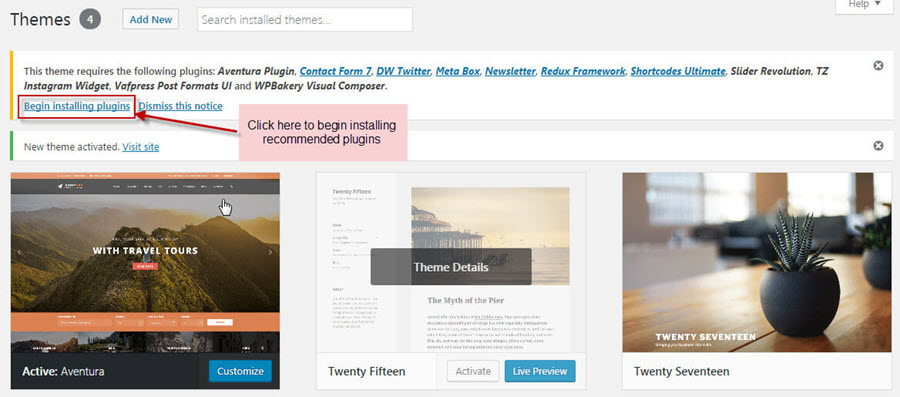 Themes 4 Add New Search installed themes...
Help
This theme requires the following plugins: Aventura Plugin, Contact Form 7, DW Twitter, Meta Box, Newsletter, Redux Framework, Shortcodes Ultimate, Slider Revolution, TZ
Instagram Widget, Vafpress Post Formats UI and WPBakery Visual Composer.
Begin installing plugins Dismiss this notice
Click here to begin installing
recommended plugins
New theme activated. Visit site
WITH TRAVEL TOURS
Active: Aventura Customize
Twenty Fifteen
Theme Details
The Myth of the Pier
Twenty Fifteen Activate Live Preview
TWENTY SEVENTEEN
Twenty Seventeen